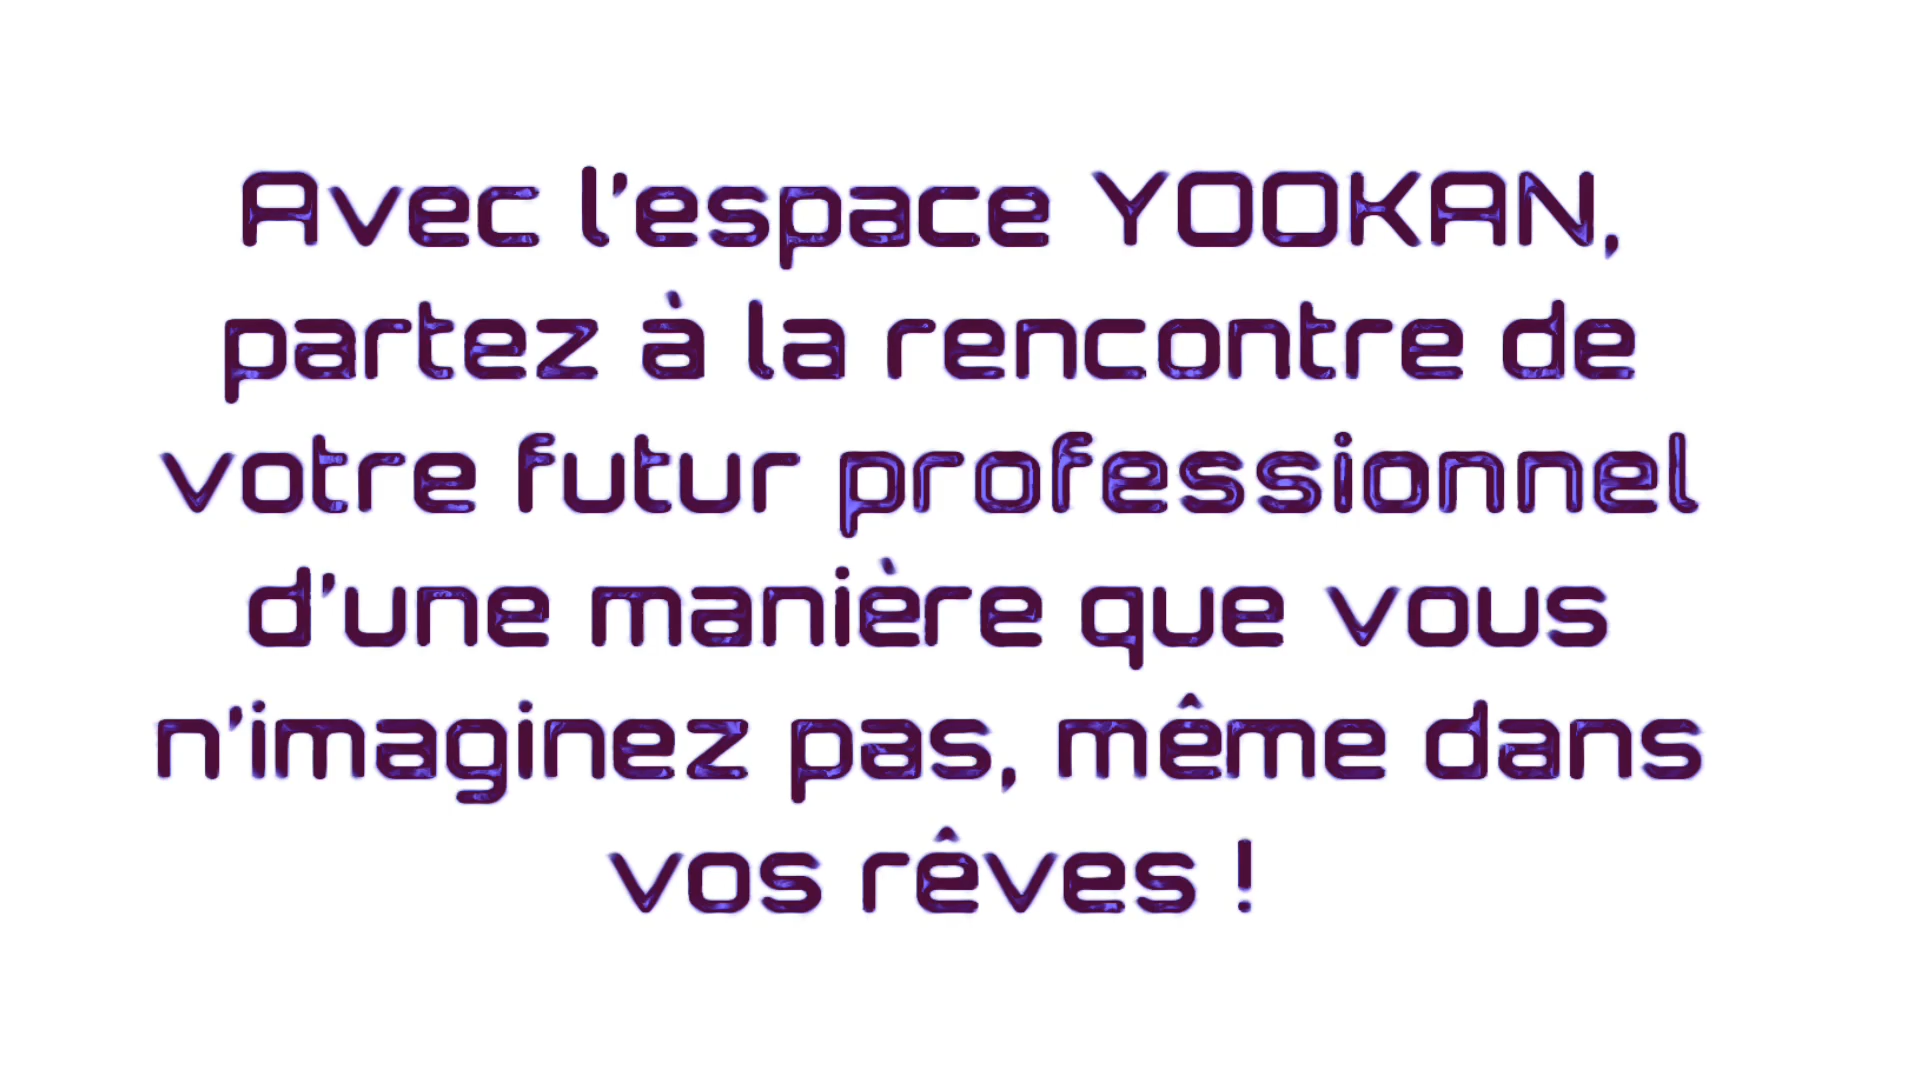 Avec l'espace YOOKAN,
partez à la rencontre de
votre futur professionnel
d'une manière que vous
n'imaginez pas, même dans
vos rêves !